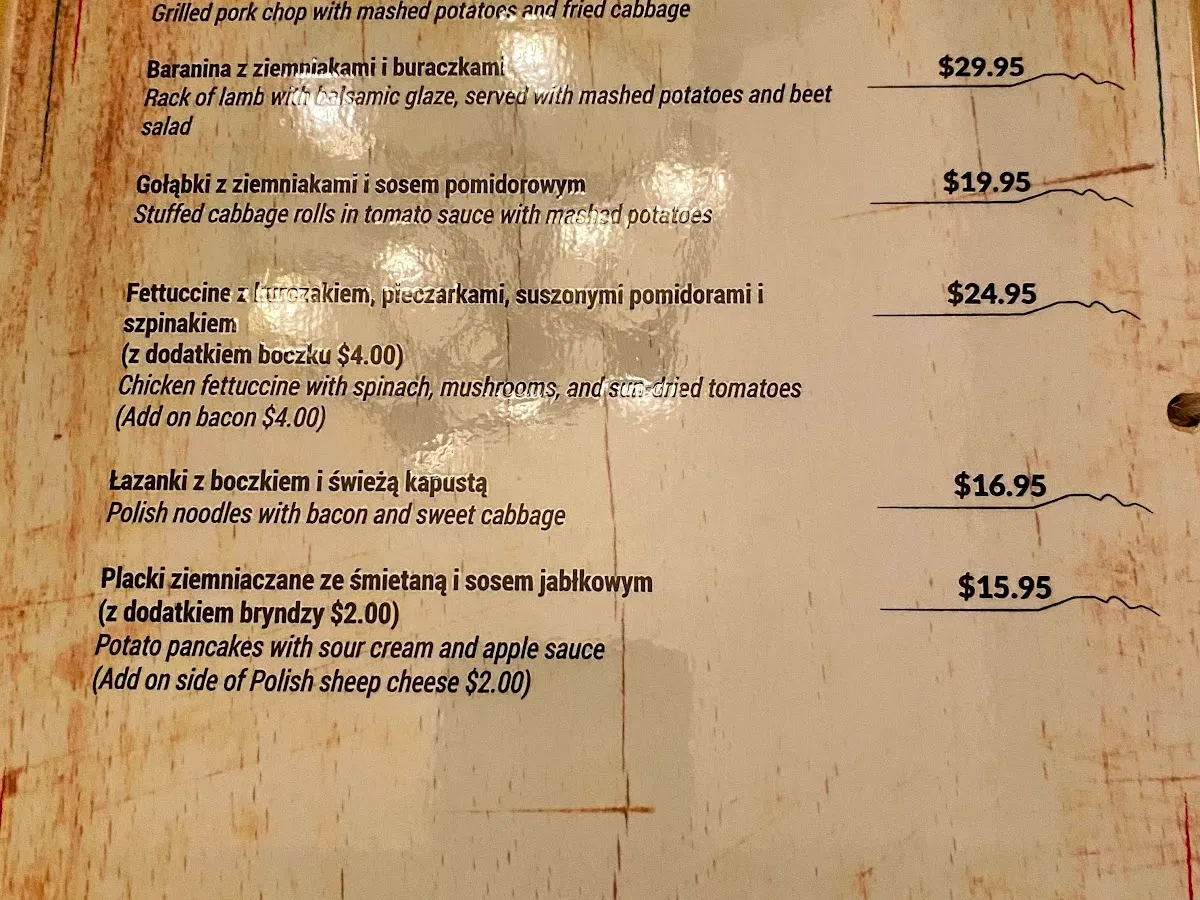 Grilled pork chop with mashed potatoes and fried cabbage
Baranina z ziemniakami i buraczkami $29.95
Rack of lamb with balsamic glaze, served with mashed potatoes and beet
salad
Gołąbki z ziemniakami i sosem pomidorowym $19.95
Stuffed cabbage rolls in tomato sauce with mashed potatoes
Fettuccine z kurczakiem, pieczarkami, suszonymi pomidorami i $24.95
szpinakiem
(z dodatkiem boczku $4.00)
Chicken fettuccine with spinach, mushrooms, and sun-dried tomatoes
(Add on bacon $4.00)
Łazanki z boczkiem i świeżą kapustą $16.95
Polish noodles with bacon and sweet cabbage
Placki ziemniaczane ze śmietaną i sosem jabłkowym $15.95
(z dodatkiem bryndzy $2.00)
Potato pancakes with sour cream and apple sauce
(Add on side of Polish sheep cheese $2.00)